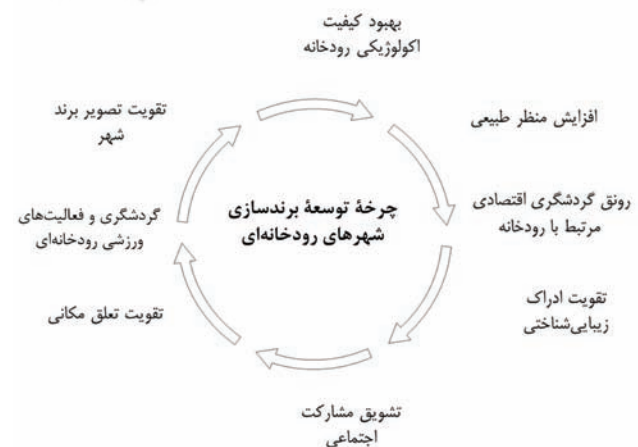 بهبود کیفیت
اکولوژیکی رودخانه
افزایش منظر طبیعی
رونق گردشگری اقتصادی
مرتبط با رودخانه
تقویت ادراک
زیبایی‌شناختی
تشویق مشارکت
اجتماعی
تقویت تعلق مکانی
گردشگری و فعالیت‌های
ورزشی رودخانه‌ای
تقویت تصویر برند
شهر
چرخهٔ توسعهٔ برندسازی
شهرهای رودخانه‌ای